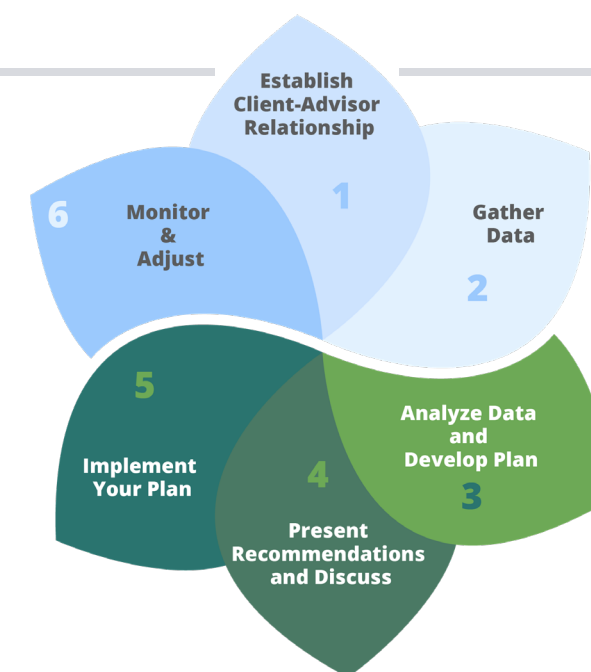 Establish
Client-Advisor
Relationship
1
Gather
Data
2
Analyze Data
and
Develop Plan
3
4
Present
Recommendations
and Discuss
5
Implement
Your Plan
6
Monitor
&
Adjust